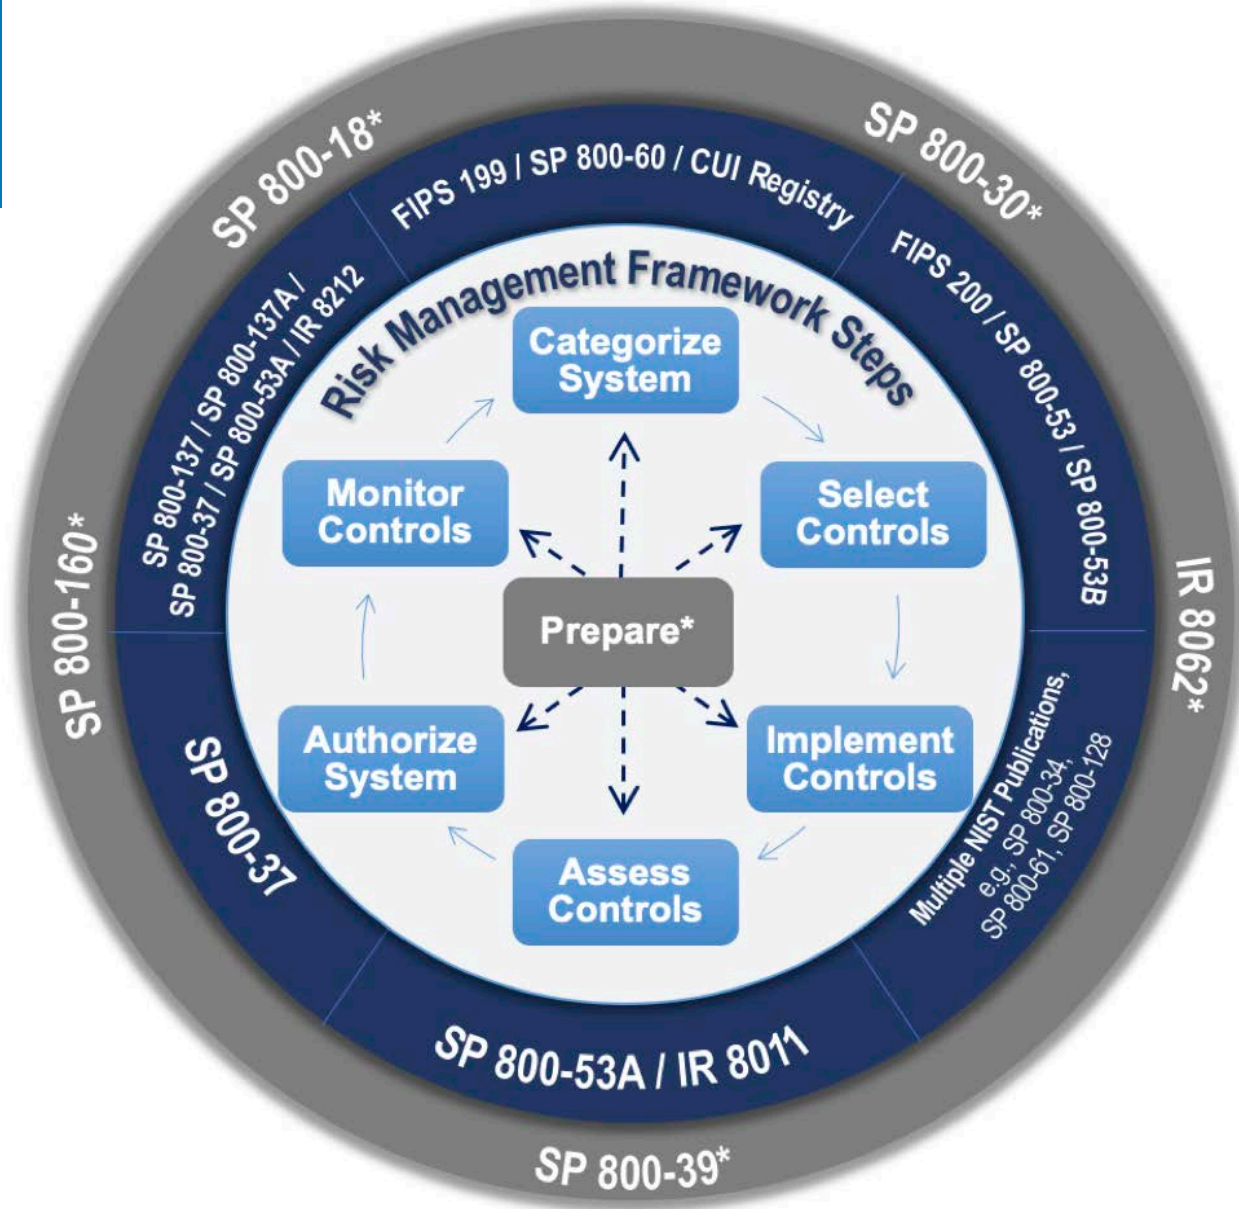 SP 800-18*
SP 800-30*
IR 8062*
SP 800-39*
SP 800-160*
FIPS 199 / SP 800-60 / CUI Registry
FIPS 200 / SP 800-53 / SP 800-53B
Multiple NIST Publications,
e.g., SP 800-34,
SP 800-61, SP 800-128
SP 800-53A / IR 8011
SP 800-37
SP 800-137 / SP 800-137A /
SP 800-37 / SP 800-53A / IR 8212
Risk Management Framework Steps
Categorize
System
Select
Controls
Implement
Controls
Assess
Controls
Authorize
System
Monitor
Controls
Prepare*